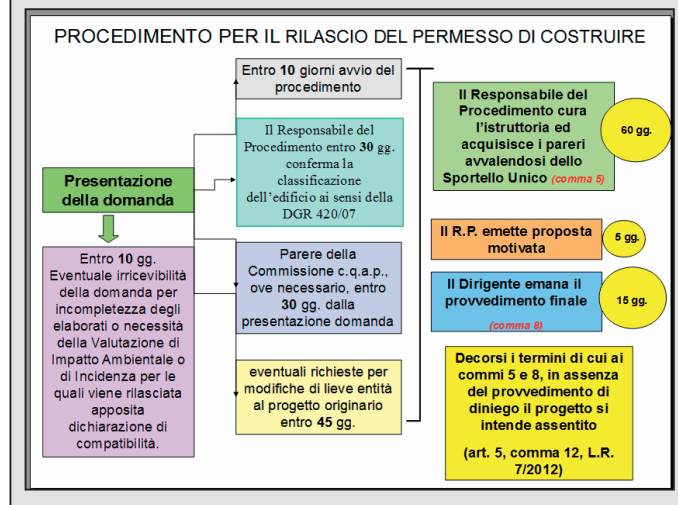 PROCEDIMENTO PER IL RILASCIO DEL PERMESSO DI COSTRUIRE
Entro 10 giorni avvio del
procedimento
Il Responsabile del
Procedimento entro 30 gg.
conferma la
classificazione
dell'edificio ai sensi della
DGR 420/07
Presentazione
della domanda
Entro 10 gg.
Eventuale irricevibilità
della domanda per
incompletezza degli
elaborati o necessità
della Valutazione di
Impatto Ambientale o
di Incidenza per le
quali viene rilasciata
apposita
dichiarazione di
compatibilità.
Parere della
Commissione c.q.a.p.,
ove necessario, entro
30 gg. dalla
presentazione domanda
eventuali richieste per
modifiche di lieve entità
al progetto originario
entro 45 gg.
Il Responsabile del
Procedimento cura
l'istruttoria ed
acquisisce i pareri
avvalendosi dello
Sportello Unico (comma 5)
60 gg.
Il R.P. emette proposta
motivata
5 gg.
Il Dirigente emana il
provvedimento finale
(comma 8)
15 gg.
Decorsi i termini di cui ai
commi 5 e 8, in assenza
del provvedimento di
diniego il progetto si
intende assentito
(art. 5, comma 12, L.R.
7/2012)